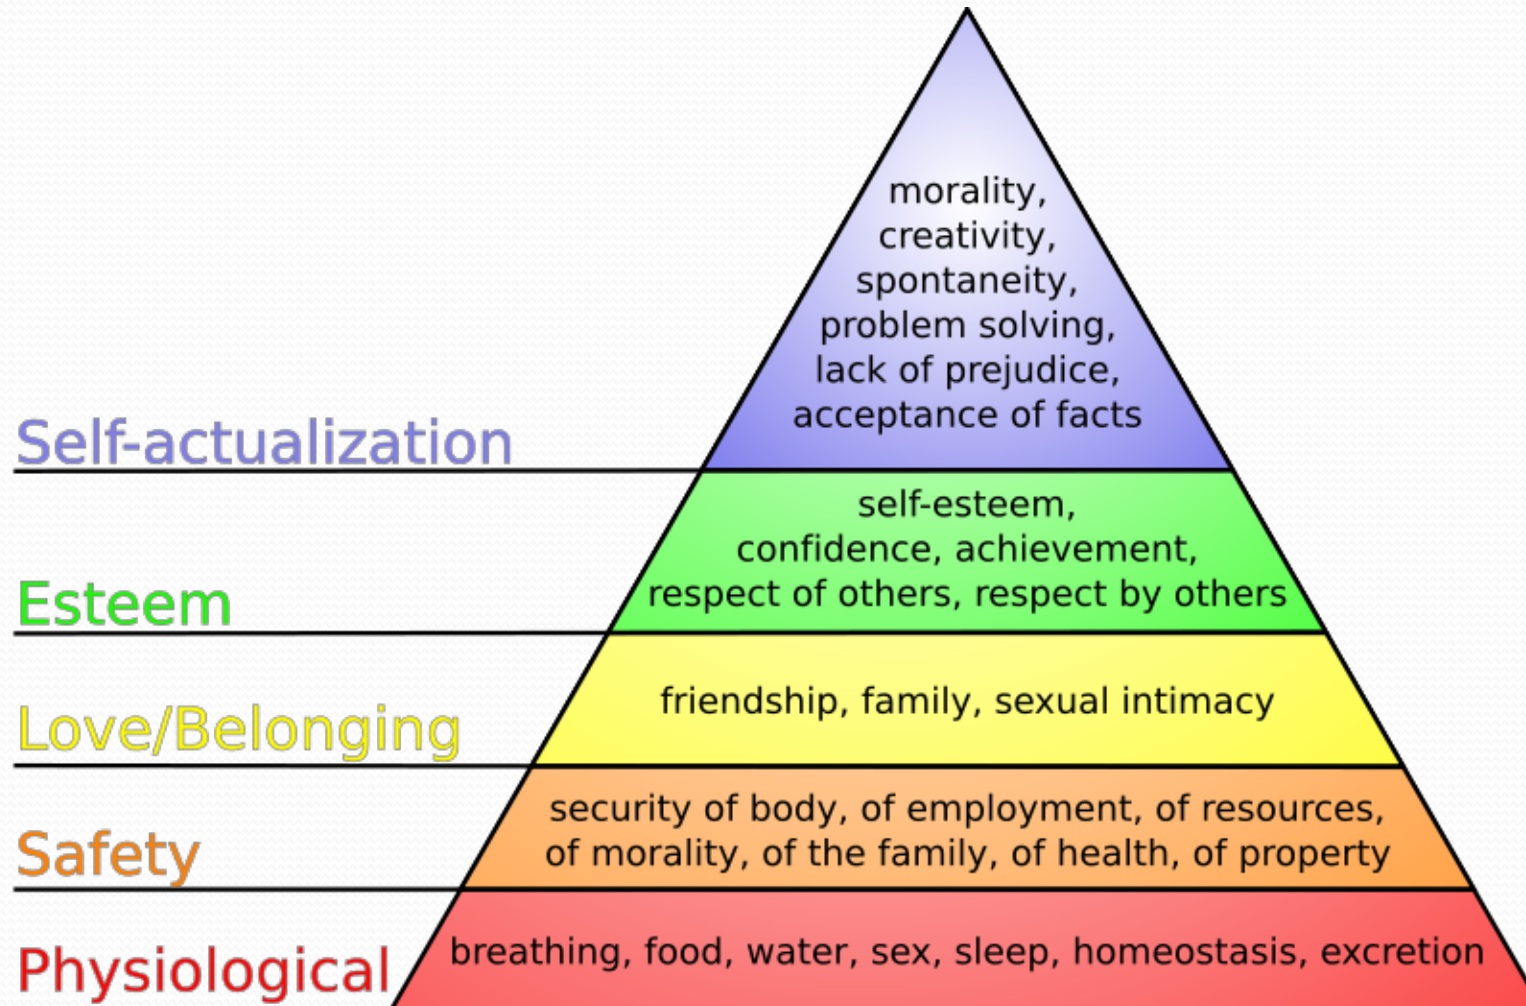 morality,
creativity,
spontaneity,
problem solving,
lack of prejudice,
acceptance of facts
Self-actualization
self-esteem,
confidence, achievement,
respect of others, respect by others
Esteem
friendship, family, sexual intimacy
Love/Belonging
security of body, of employment, of resources,
of morality, of the family, of health, of property
Safety
breathing, food, water, sex, sleep, homeostasis, excretion
Physiological